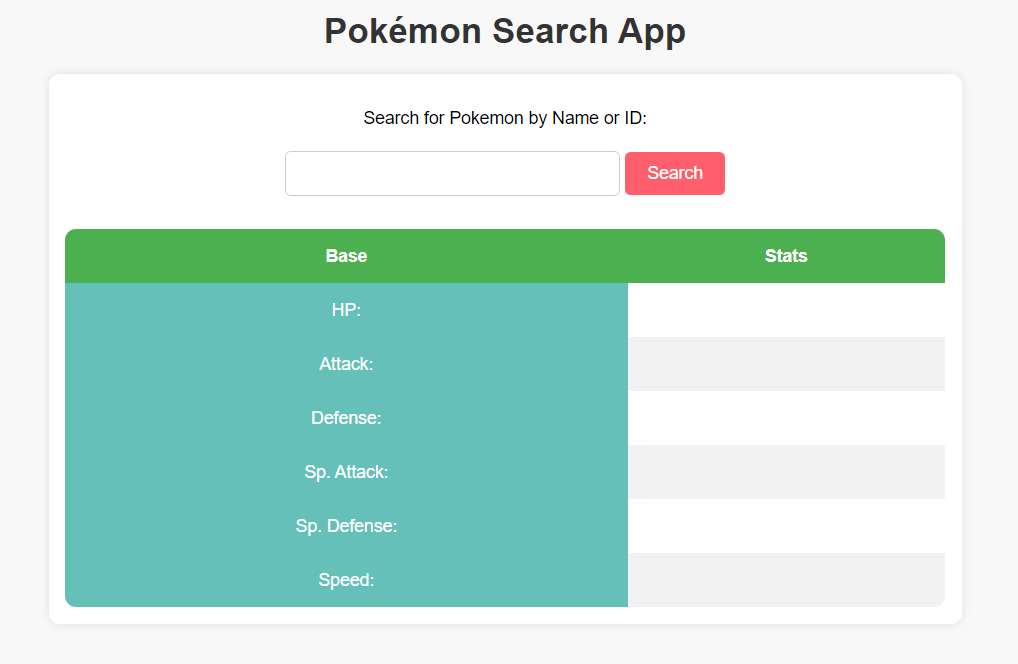 Pokémon Search App
Search for Pokemon by Name or ID:
Search
Base Stats
HP:
Attack:
Defense:
Sp. Attack:
Sp. Defense:
Speed: